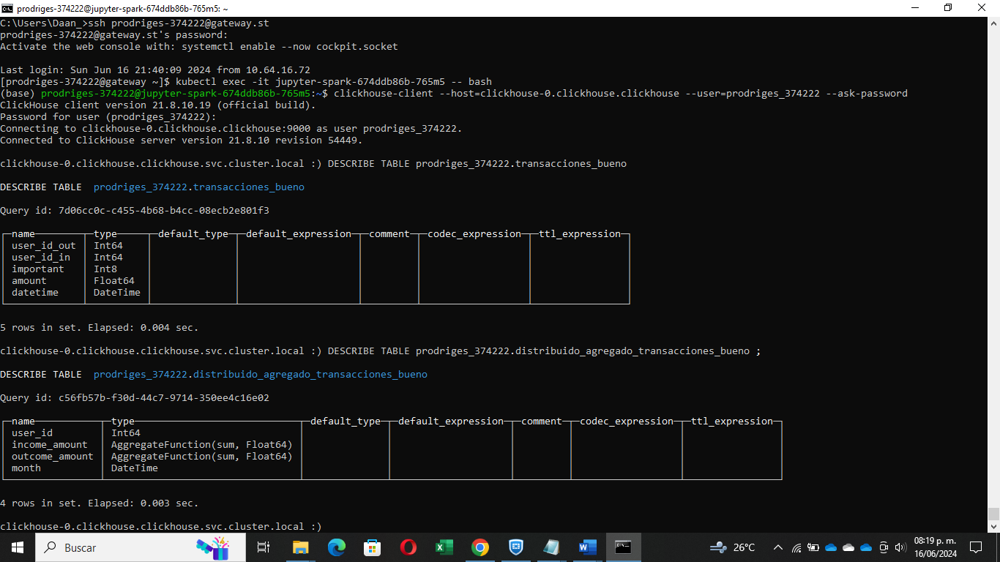 prodriges-374222@jupyter-spark-674ddb86b-765m5: ~
C:\Users\Daan_>ssh prodriges-374222@gateway.st
prodriges-374222@gateway.st's password:
Activate the web console with: systemctl enable --now cockpit.socket
Last login: Sun Jun 16 21:40:09 2024 from 10.64.16.72
[prodriges-374222@gateway ~]$ kubectl exec -it jupyter-spark-674ddb86b-765m5 -- bash
(base) prodriges-374222@jupyter-spark-674ddb86b-765m5:~$ clickhouse-client --host=clickhouse-0.clickhouse.clickhouse --user=prodriges_374222 --ask-password
ClickHouse client version 21.8.10.19 (official build).
Password for user (prodriges_374222):
Connecting to clickhouse-0.clickhouse.clickhouse:9000 as user prodriges_374222.
Connected to ClickHouse server version 21.8.10 revision 54449.
clickhouse-0.clickhouse.clickhouse.svc.cluster.local :) DESCRIBE TABLE prodriges_374222.transacciones_bueno
DESCRIBE TABLE  prodriges_374222.transacciones_bueno
Query id: 7d06cc0c-c455-4b68-b4cc-08ecb2e801f3
name type default_type default_expression comment codec_expression ttl_expression
user_id_out Int64
user_id_in Int64
important Int8
amount Float64
datetime DateTime
5 rows in set. Elapsed: 0.004 sec.
clickhouse-0.clickhouse.clickhouse.svc.cluster.local :) DESCRIBE TABLE prodriges_374222.distribuido_agregado_transacciones_bueno ;
DESCRIBE TABLE  prodriges_374222.distribuido_agregado_transacciones_bueno
Query id: c56fb57b-f30d-44c7-9714-350ee4c16e02
name type default_type default_expression comment codec_expression ttl_expression
user_id Int64
income_amount AggregateFunction(sum, Float64)
outcome_amount AggregateFunction(sum, Float64)
month DateTime
4 rows in set. Elapsed: 0.003 sec.
clickhouse-0.clickhouse.clickhouse.svc.cluster.local :)
Buscar
26°C
08:19 p. m.
16/06/2024